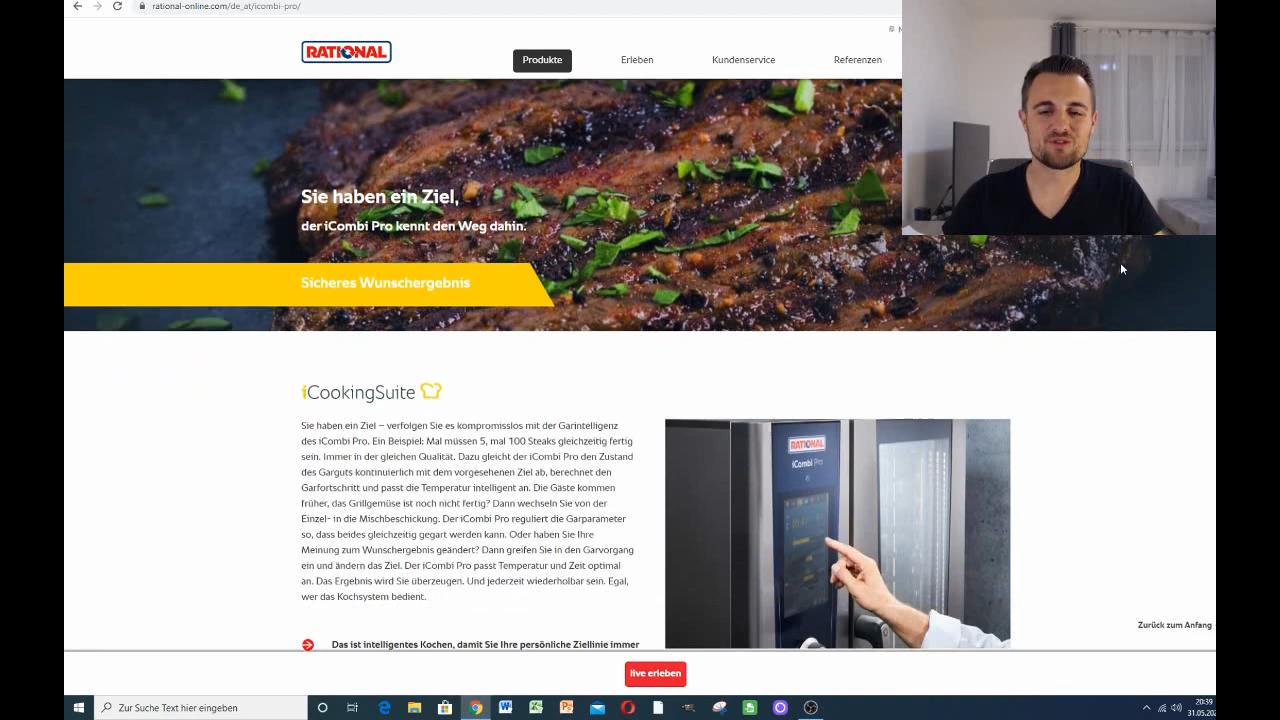 rational-online.com/de_at/icombi-pro/
RATIONAL
Produkte
Erleben
Kundenservice
Referenzen
Sie haben ein Ziel,
der iCombi Pro kennt den Weg dahin.
Sicheres Wunschergebnis
iCookingSuite
Sie haben ein Ziel – verfolgen Sie es kompromisslos mit der Garintelligenz
des iCombi Pro. Ein Beispiel: Mal müssen 5, mal 100 Steaks gleichzeitig fertig
sein. Immer in der gleichen Qualität. Dazu gleicht der iCombi Pro den Zustand
des Garguts kontinuierlich mit dem vorgesehenen Ziel ab, berechnet den
Garfortschritt und passt die Temperatur intelligent an. Die Gäste kommen
früher, das Grillgemüse ist noch nicht fertig? Dann wechseln Sie von der
Einzel- in die Mischbeschickung. Der iCombi Pro reguliert die Garparameter
so, dass beides gleichzeitig gegart werden kann. Oder haben Sie Ihre
Meinung zum Wunschergebnis geändert? Dann greifen Sie in den Garvorgang
ein und ändern das Ziel. Der iCombi Pro passt Temperatur und Zeit optimal
an. Das Ergebnis wird Sie überzeugen. Und jederzeit wiederholbar sein. Egal,
wer das Kochsystem bedient.
Das ist intelligentes Kochen, damit Sie Ihre persönliche Ziellinie immer
RATIONAL
iCombi Pro
Zurück zum Anfang
live erleben
Zur Suche Text hier eingeben
20:39
31.05.202